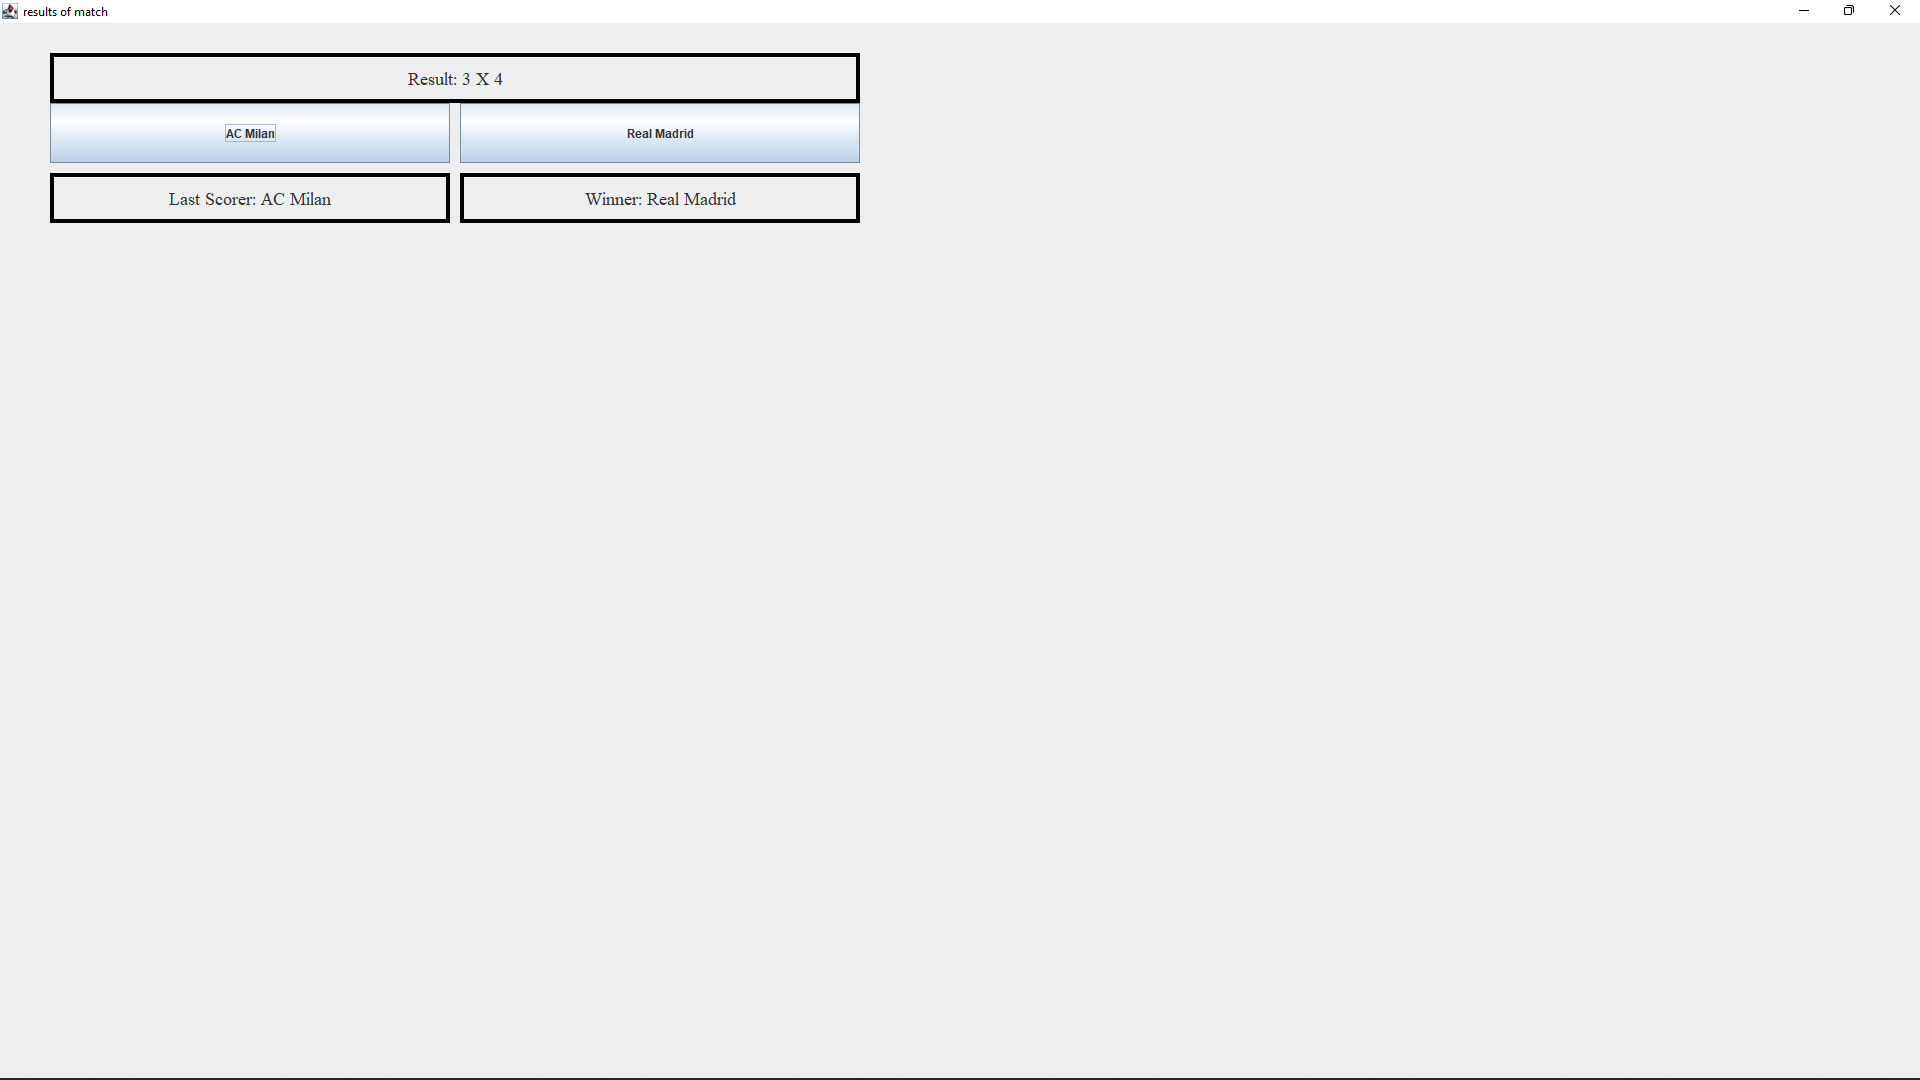 results of match
Result: 3 X 4
AC Milan
Real Madrid
Last Scorer: AC Milan
Winner: Real Madrid